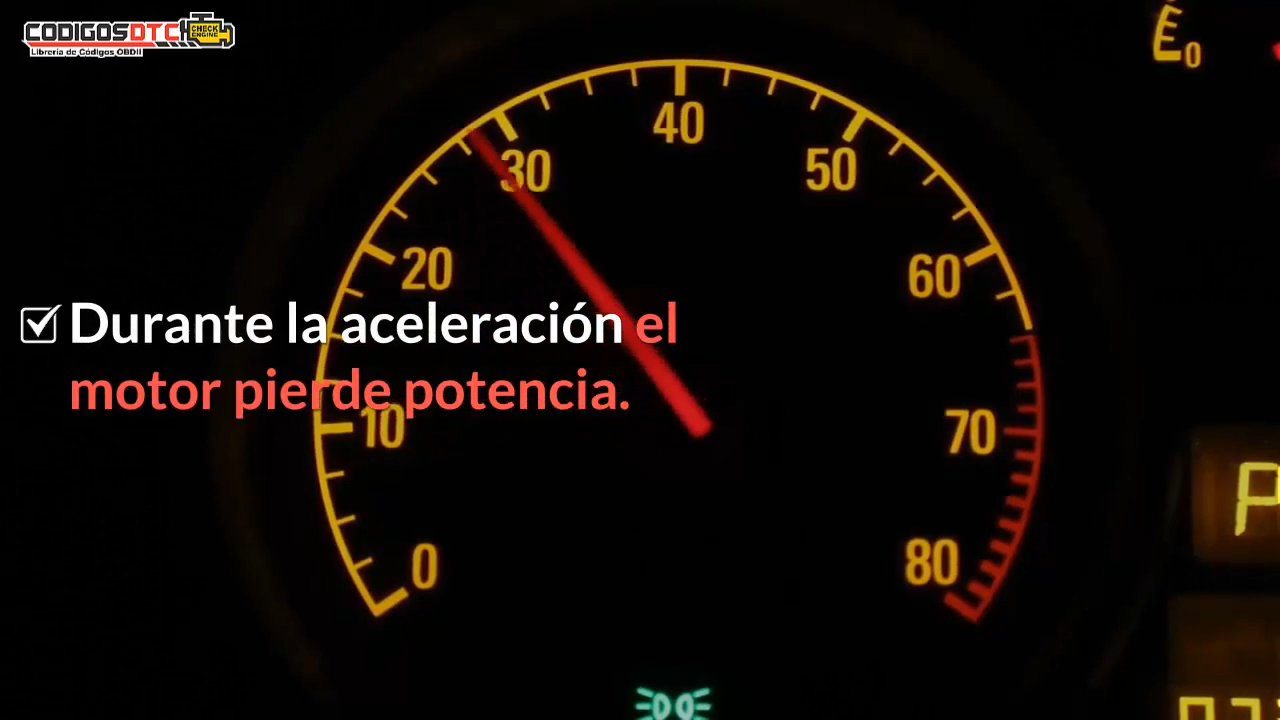 CODIGOSDTC
CHECK
ENGINE
Librería de Códigos OBDII
E0
40
30
50
20
60
Durante la aceleración el
motor pierde potencia.
10
70
P
0
80